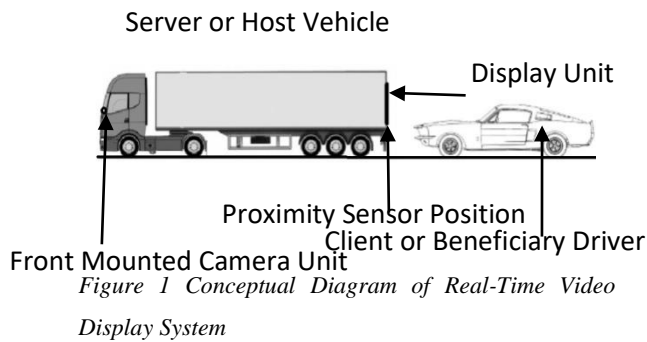 Server or Host Vehicle
Display Unit
Proximity Sensor Position
Client or Beneficiary Driver
Front Mounted Camera Unit
Figure 1 Conceptual Diagram of Real-Time Video
Display System